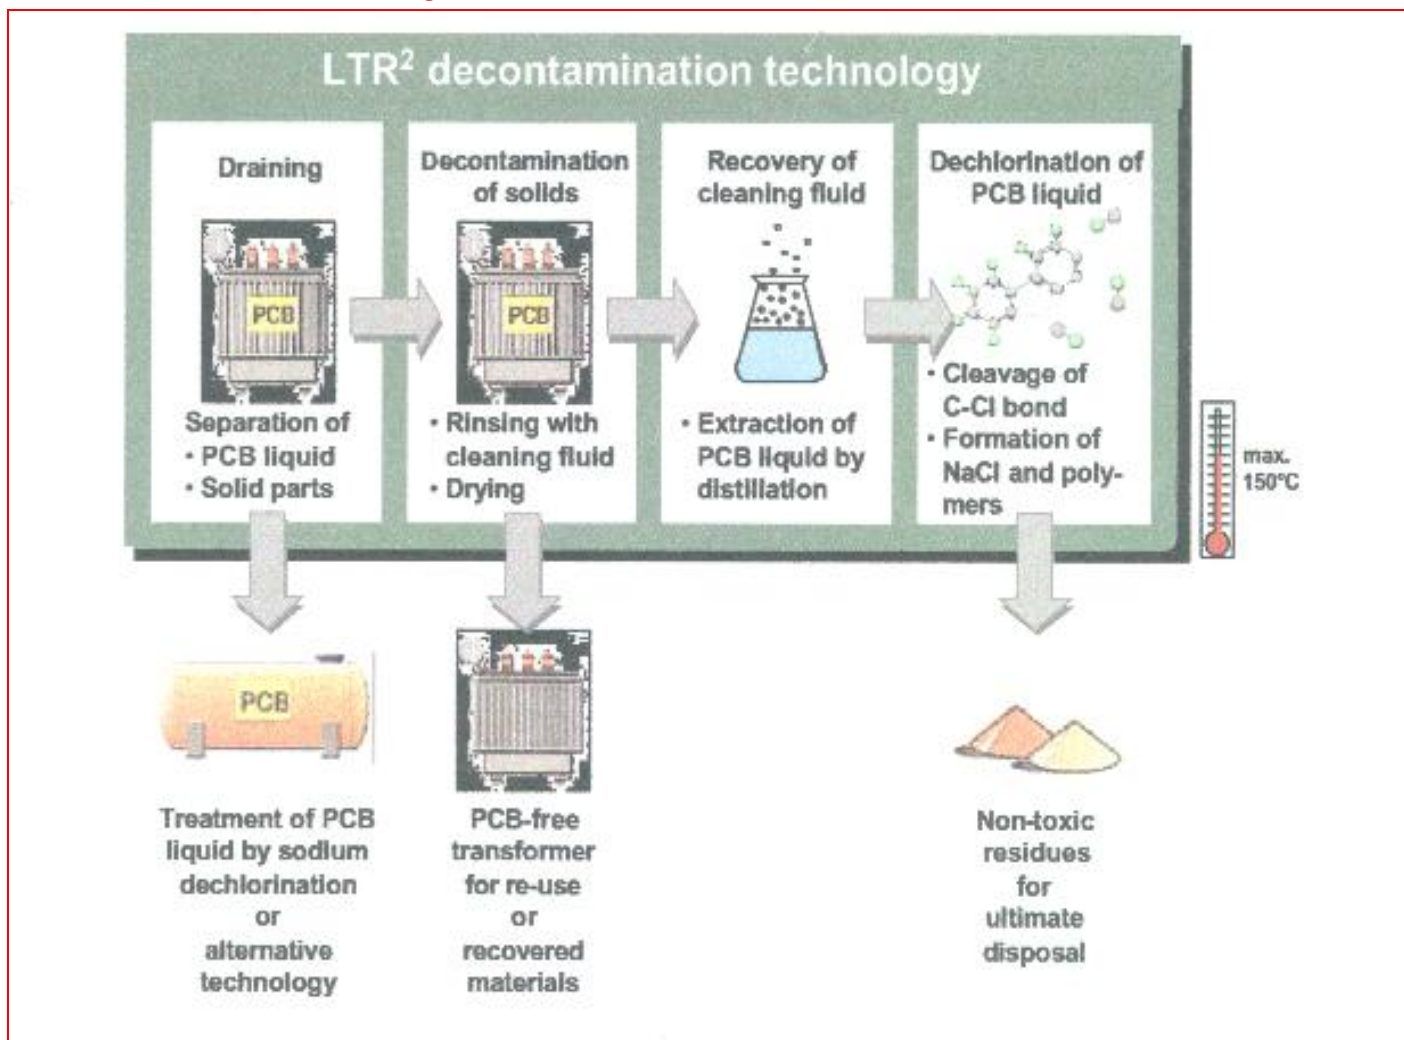 LTR² decontamination technology
Draining
PCB
Separation of
• PCB liquid
• Solid parts
Decontamination
of solids
PCB
• Rinsing with
cleaning fluid
• Drying
Recovery of
cleaning fluid
• Extraction of
PCB liquid by
distillation
Dechlorination of
PCB liquid
• Cleavage of
C-Cl bond
• Formation of
NaCl and poly-
mers
max.
150°C
PCB
Treatment of PCB
liquid by sodium
dechlorination
or
alternative
technology
PCB-free
transformer
for re-use
or
recovered
materials
Non-toxic
residues
for
ultimate
disposal